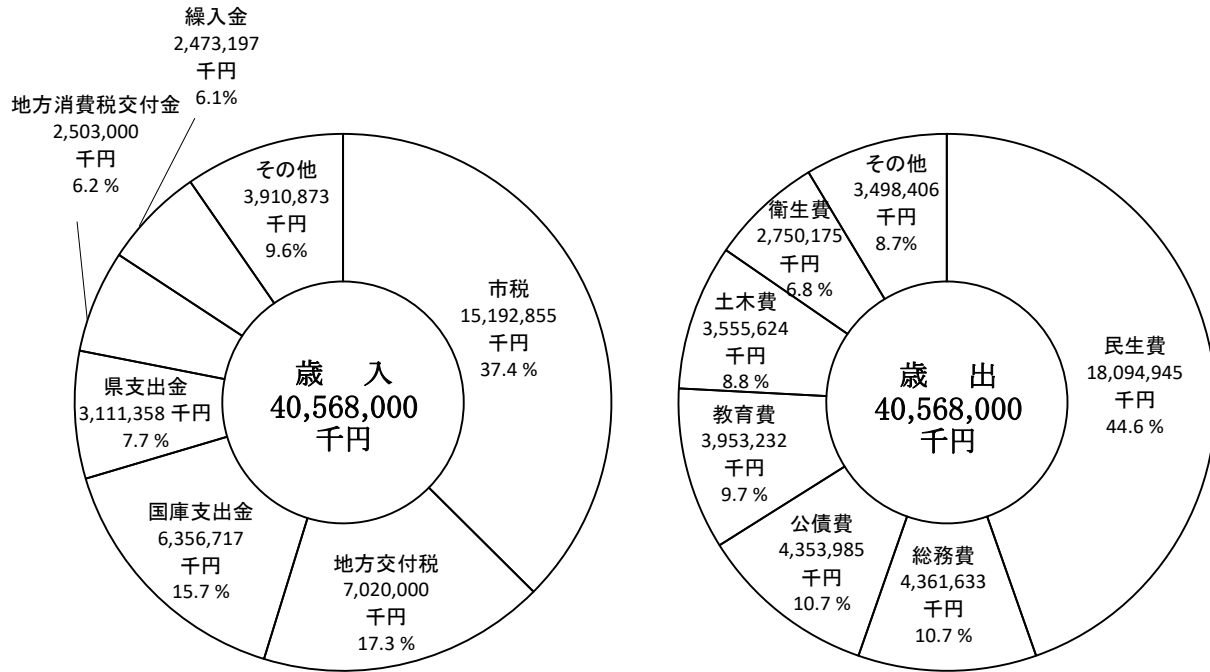 繰入金
2,473,197
千円
6.1%
地方消費税交付金
2,503,000
千円
6.2 %
その他
3,910,873
千円
9.6%
市税
15,192,855
千円
37.4 %
歳 入
40,568,000
千円
県支出金
3,111,358 千円
7.7 %
国庫支出金
6,356,717
千円
15.7 %
地方交付税
7,020,000
千円
17.3 %
その他
3,498,406
千円
8.7%
衛生費
2,750,175
千円
6.8 %
土木費
3,555,624
千円
8.8 %
民生費
18,094,945
千円
44.6 %
歳 出
40,568,000
千円
教育費
3,953,232
千円
9.7 %
公債費
4,353,985
千円
10.7 %
総務費
4,361,633
千円
10.7 %